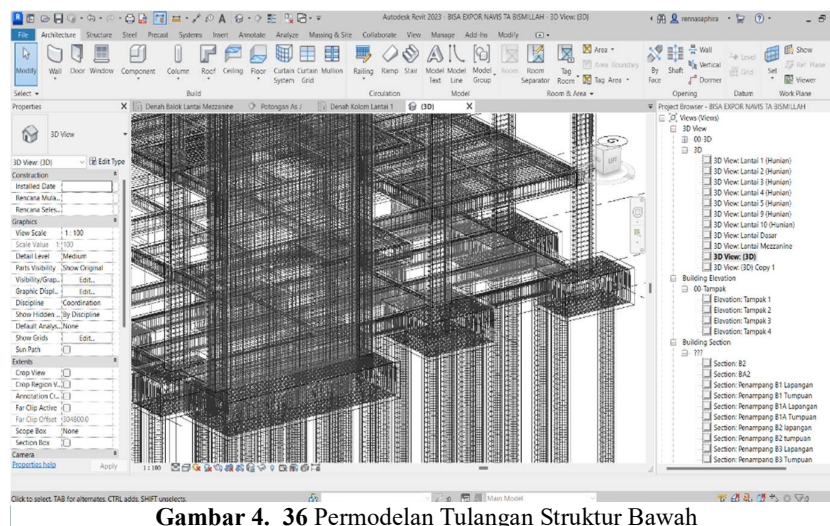 Autodesk Revit 2023 - BISA EXPOR NAVIS TA BISMILLAH - 3D View: {3D}
rennasaphira
File Architecture Structure Steel Precast Systems Insert Annotate Analyze Massing & Site Collaborate View Manage Add-Ins Modify
Modify Wall Door Window Component Column Roof Ceiling Floor Curtain System Curtain Grid Mullion Railing Ramp Stair Model Text Model Line Model Group Room Room Separator Tag Room Area Area Boundary Tag Area By Face Shaft Wall Vertical Dormer Level Grid Set Show Ref Plane Viewer
Select Build Circulation Model Room & Area Opening Datum Work Plane
Properties
Denah Balok Lantai Mezzanine
Denah Kolom Lantai 1
{3D}
Project Browser - BISA EXPOR NAVIS TA BISMILLAH
3D View
3D View: {3D}
Edit Type
Construction
Installed Date
Rencana Mula...
Rencana Seles...
Graphics
View Scale 1 : 100
Scale Value 1: 100
Detail Level Medium
Parts Visibility Show Original
Visibility/Grap... Edit...
Graphic Displ... Edit...
Discipline Coordination
Show Hidden ... By Discipline
Default Analys... None
Show Grids Edit...
Sun Path
Extents
Crop View
Crop Region V...
Annotation Cr...
Far Clip Active
Far Clip Offset 304800.0
Scope Box None
Section Box
Camera
Properties help Apply
LEFT
Views (Views)
3D View
00-3D
3D
3D View: Lantai 1 (Hunian)
3D View: Lantai 2 (Hunian)
3D View: Lantai 3 (Hunian)
3D View: Lantai 4 (Hunian)
3D View: Lantai 5 (Hunian)
3D View: Lantai 9 (Hunian)
3D View: Lantai 10 (Hunian)
3D View: Lantai Dasar
3D View: Lantai Mezzanine
3D View: {3D}
3D View: {3D} Copy 1
Building Elevation
00-Tampak
Elevation: Tampak 1
Elevation: Tampak 2
Elevation: Tampak 3
Elevation: Tampak 4
Building Section
???
Section: B2
Section: BA2
Section: Penampang B1 Lapangan
Section: Penampang B1 Tumpuan
Section: Penampang B1A Lapangan
Section: Penampang B1A Tumpuan
Section: Penampang B2 lapangan
Section: Penampang B2 tumpuan
Section: Penampang B3 Lapangan
Section: Penampang B3 Tumpuan
1 : 100
Click to select, TAB for alternates, CTRL adds, SHIFT unselects.
Main Model
Gambar 4. 36 Permodelan Tulangan Struktur Bawah